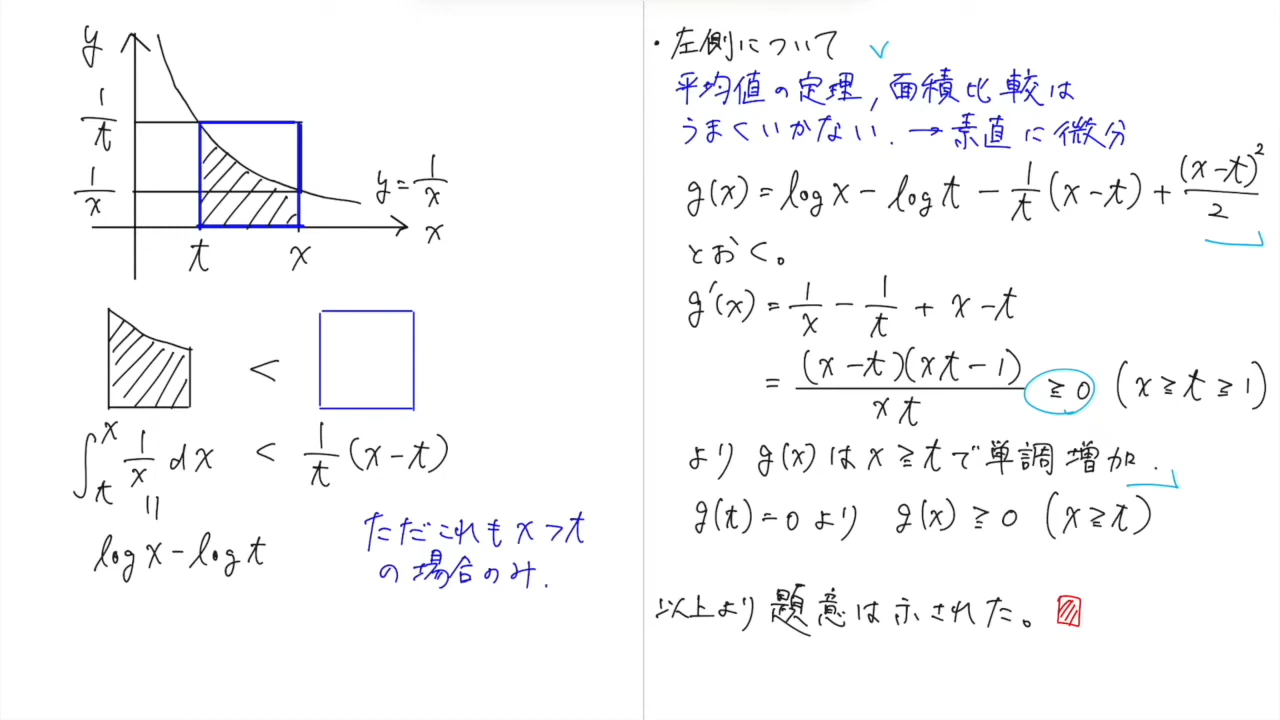 y
1/t
1/x
y = 1/x
x
t
x
<
∫_t^x 1/x dx < 1/t (x-t)
||
log x - log t
ただこれも x > t
の場合のみ.
・左側について ✓
平均値の定理, 面積比較は
うまくいかない. → 素直に微分
g(x) = log x - log t - 1/t (x-t) + (x-t)²/2
とおく。
g'(x) = 1/x - 1/t + x - t
= (x-t)(xt-1)/xt ≧ 0 (x ≧ t ≧ 1)
より g(x) は x ≧ t で単調増加.
g(t) = 0 より g(x) ≧ 0 (x ≧ t)
以上より題意は示された。